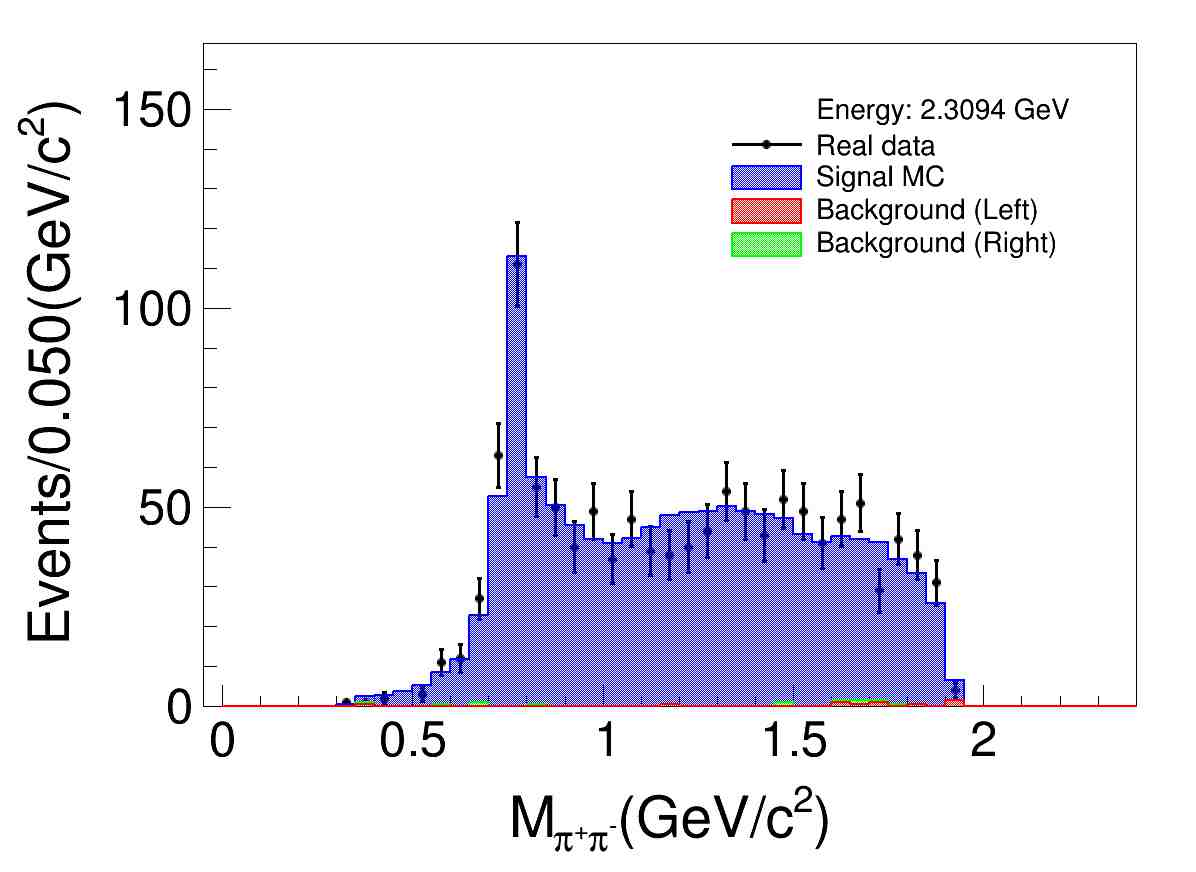 Events/0.050(GeV/c²)
150
100
50
0
Energy: 2.3094 GeV
Real data
Signal MC
Background (Left)
Background (Right)
0 0.5 1 1.5 2
Mπ⁺π⁻(GeV/c²)